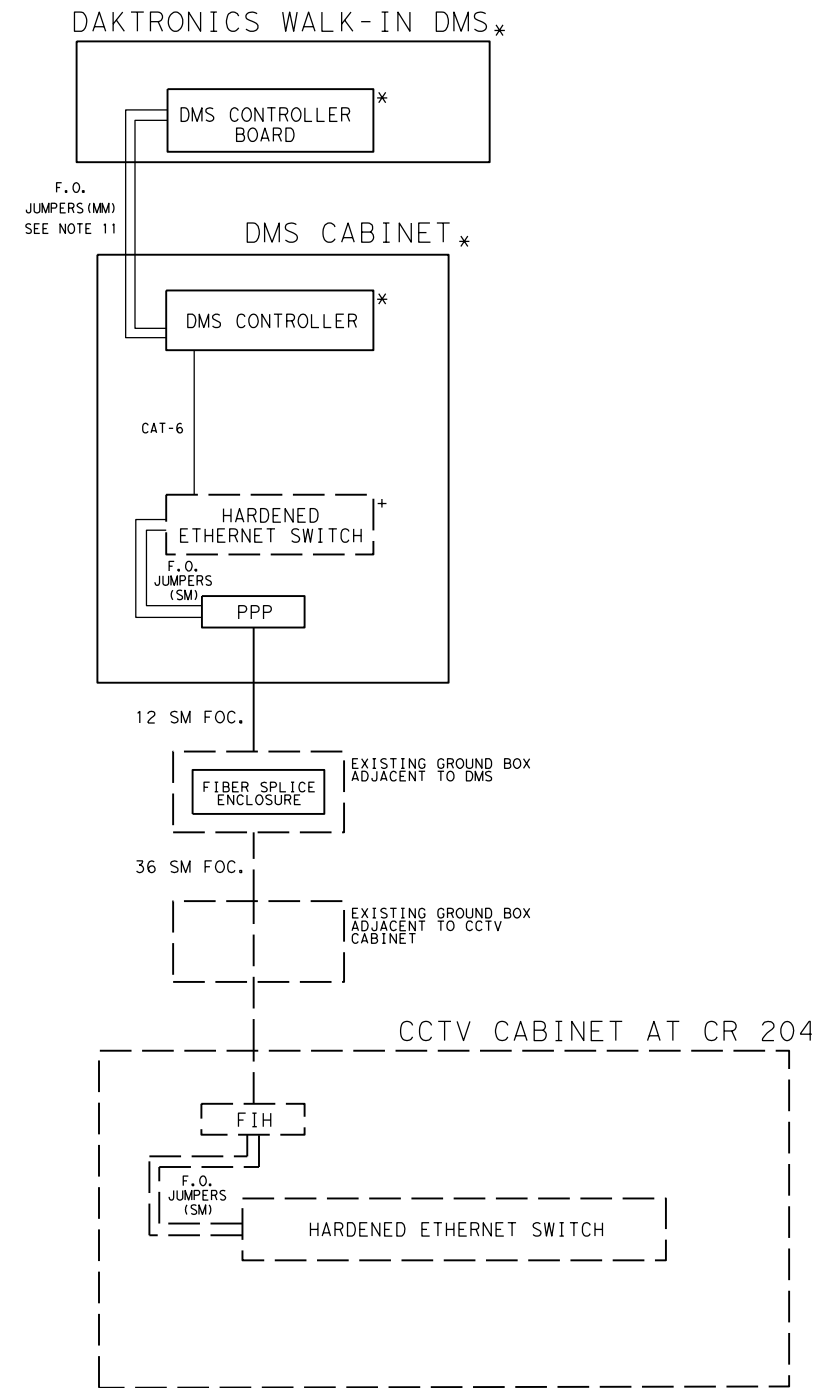 DAKTRONICS WALK-IN DMS*
DMS CONTROLLER *
BOARD
F.O.
JUMPERS(MM)
SEE NOTE 11
DMS CABINET *
DMS CONTROLLER *
CAT-6
HARDENED +
ETHERNET SWITCH
F.O.
JUMPERS
(SM)
PPP
12 SM FOC.
EXISTING GROUND BOX
ADJACENT TO DMS
FIBER SPLICE
ENCLOSURE
36 SM FOC.
EXISTING GROUND BOX
ADJACENT TO CCTV
CABINET
CCTV CABINET AT CR 204
FIH
F.O.
JUMPERS
(SM)
HARDENED ETHERNET SWITCH